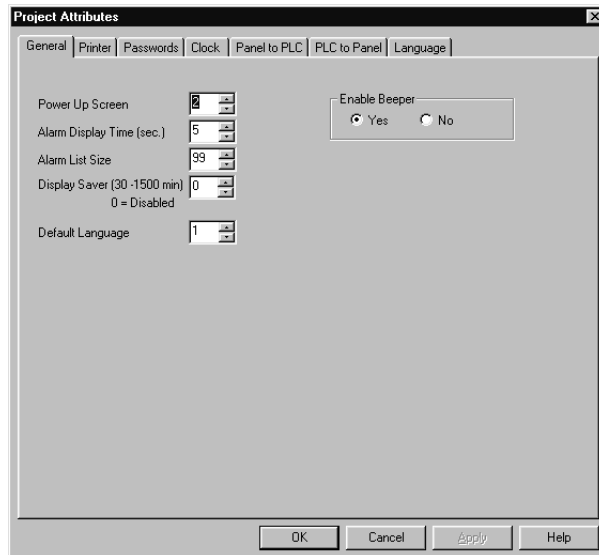 Project Attributes
General Printer Passwords Clock Panel to PLC PLC to Panel Language
Power Up Screen 2
Enable Beeper
Yes No
Alarm Display Time (sec.) 5
Alarm List Size 99
Display Saver (30 -1500 min) 0
0 = Disabled
Default Language 1
OK Cancel Apply Help